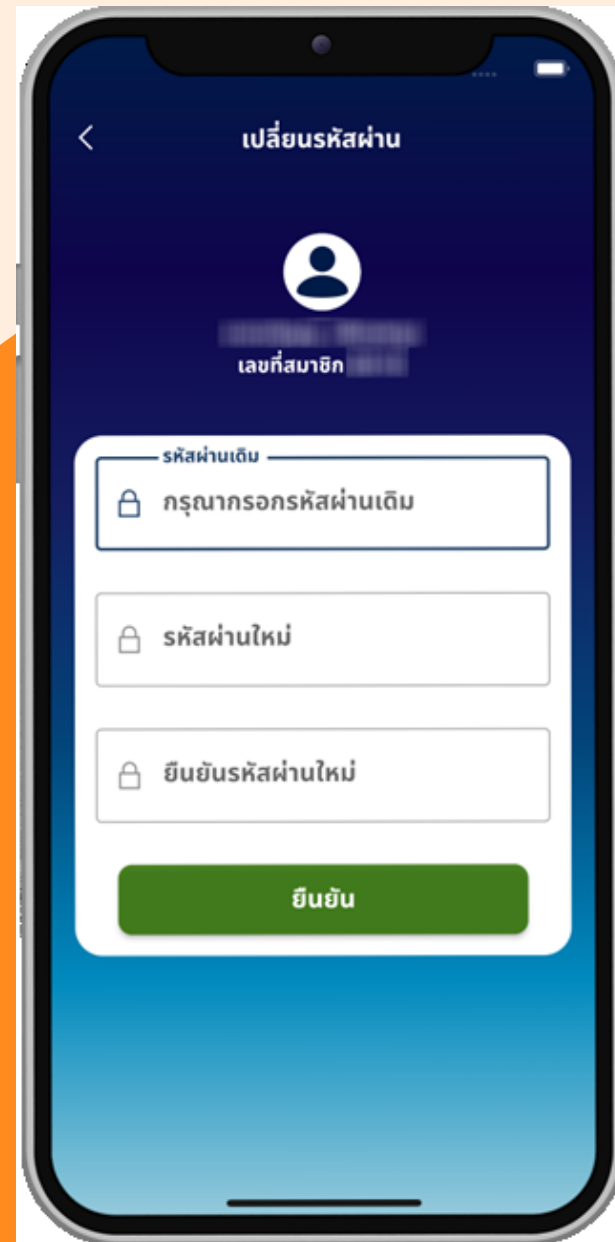 เปลี่ยนรหัสผ่าน
เลขที่สมาชิก
รหัสผ่านเดิม
กรุณากรอกรหัสผ่านเดิม
รหัสผ่านใหม่
ยืนยันรหัสผ่านใหม่
ยืนยัน